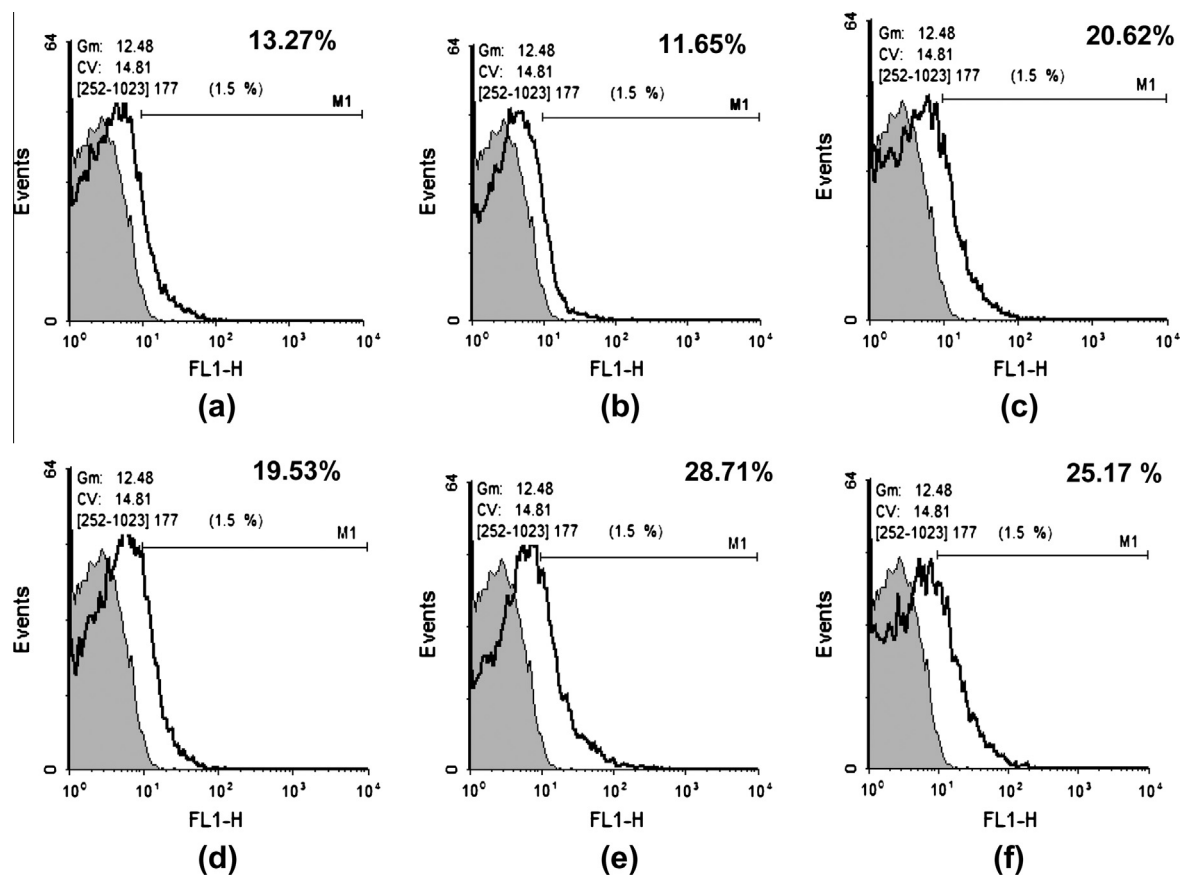 64
Gm: 12.48
CV: 14.81
[252-1023] 177 (1.5 %)
13.27%
M1
Events
0
10⁰ 10¹ 10² 10³ 10⁴
FL1-H
(a)
64
Gm: 12.48
CV: 14.81
[252-1023] 177 (1.5 %)
11.65%
M1
Events
0
10⁰ 10¹ 10² 10³ 10⁴
FL1-H
(b)
64
Gm: 12.48
CV: 14.81
[252-1023] 177 (1.5 %)
20.62%
M1
Events
0
10⁰ 10¹ 10² 10³ 10⁴
FL1-H
(c)
64
Gm: 12.48
CV: 14.81
[252-1023] 177 (1.5 %)
19.53%
M1
Events
0
10⁰ 10¹ 10² 10³ 10⁴
FL1-H
(d)
64
Gm: 12.48
CV: 14.81
[252-1023] 177 (1.5 %)
28.71%
M1
Events
0
10⁰ 10¹ 10² 10³ 10⁴
FL1-H
(e)
64
Gm: 12.48
CV: 14.81
[252-1023] 177 (1.5 %)
25.17 %
M1
Events
0
10⁰ 10¹ 10² 10³ 10⁴
FL1-H
(f)